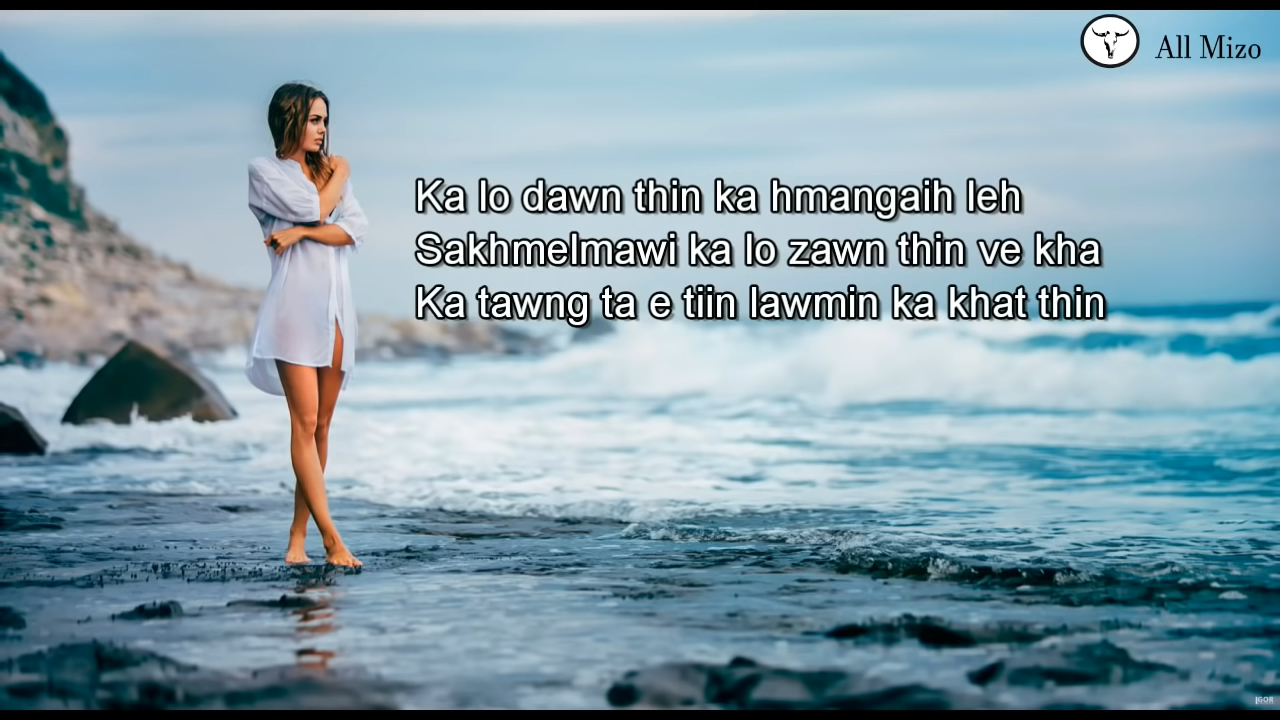 All Mizo
Ka lo dawn thin ka hmangaih leh
Sakhmelmawi ka lo zawn thin ve kha
Ka tawng ta e tiin lawmin ka khat thin
IGOR